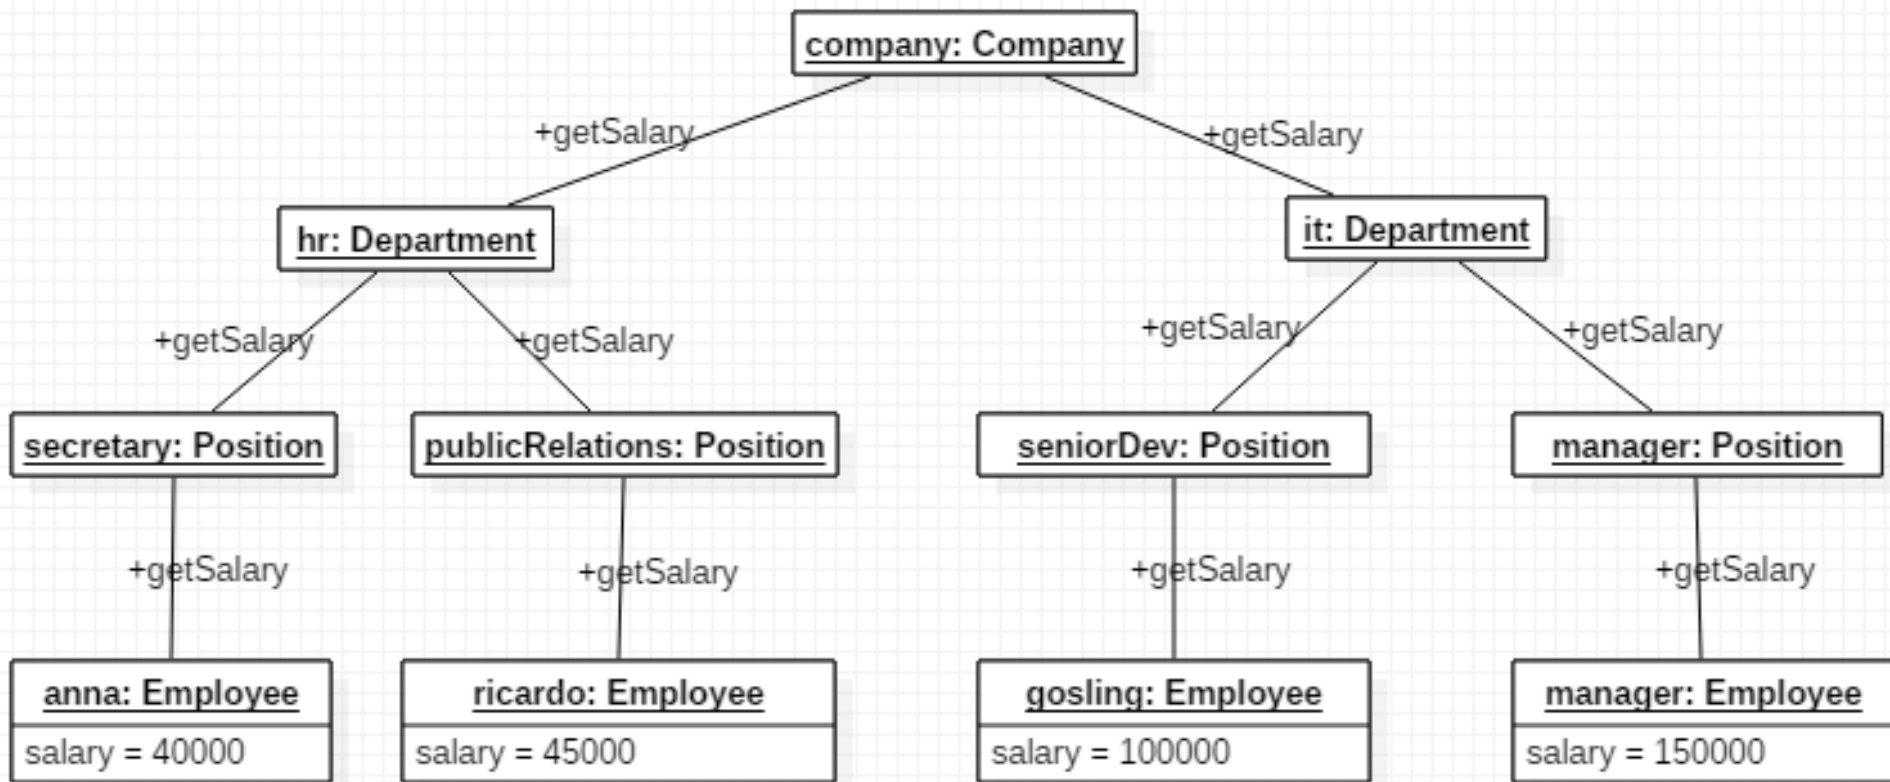 company: Company
+getSalary
+getSalary
hr: Department
it: Department
+getSalary
+getSalary
+getSalary
+getSalary
secretary: Position
publicRelations: Position
seniorDev: Position
manager: Position
+getSalary
+getSalary
+getSalary
+getSalary
anna: Employee
ricardo: Employee
gosling: Employee
manager: Employee
salary = 40000
salary = 45000
salary = 100000
salary = 150000